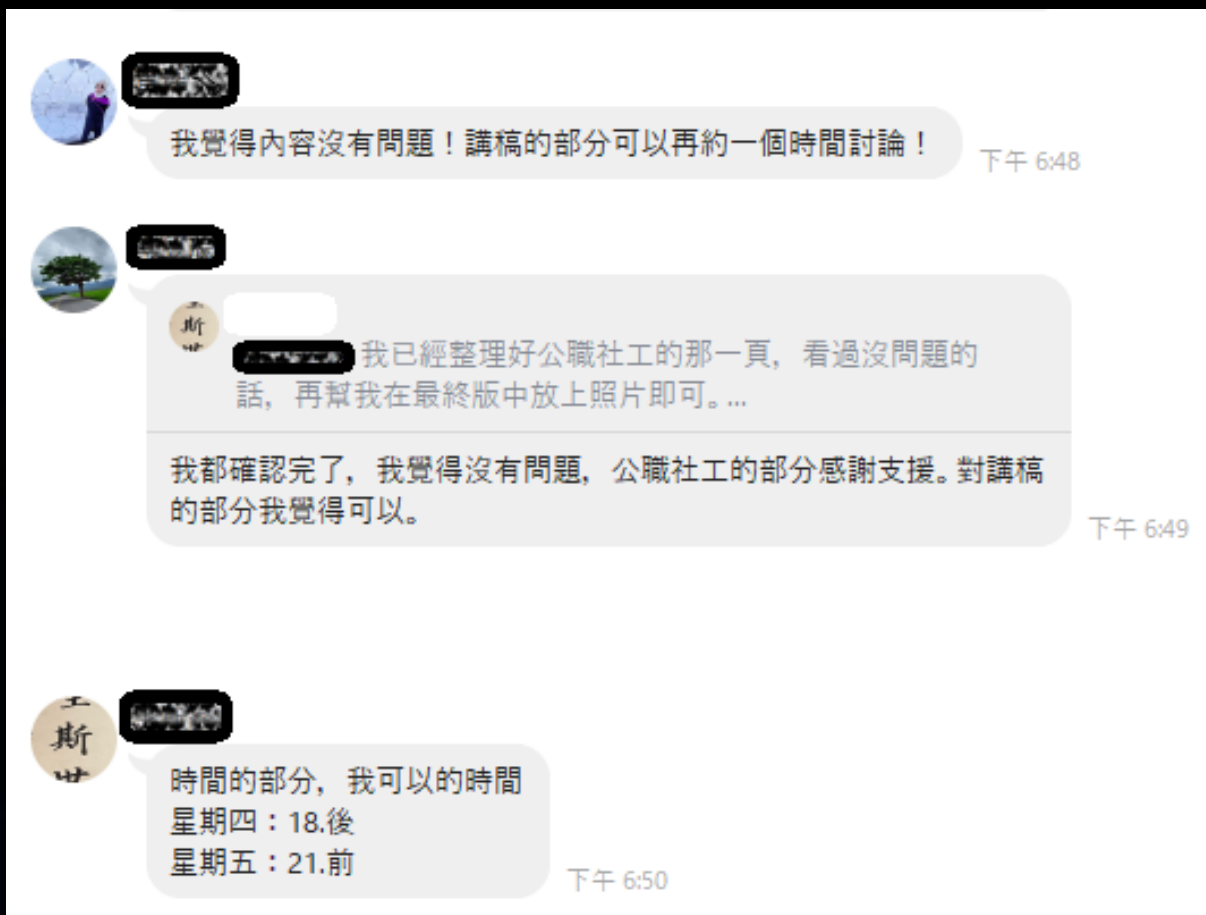 我覺得內容沒有問題！講稿的部分可以再約一個時間討論！
下午 6:48
斯
我已經整理好公職社工的那一頁，看過沒問題的
話，再幫我在最終版中放上照片即可。...
我都確認完了，我覺得沒有問題，公職社工的部分感謝支援。對講稿
的部分我覺得可以。
下午 6:49
斯
時間的部分，我可以的時間
星期四：18.後
星期五：21.前
下午 6:50